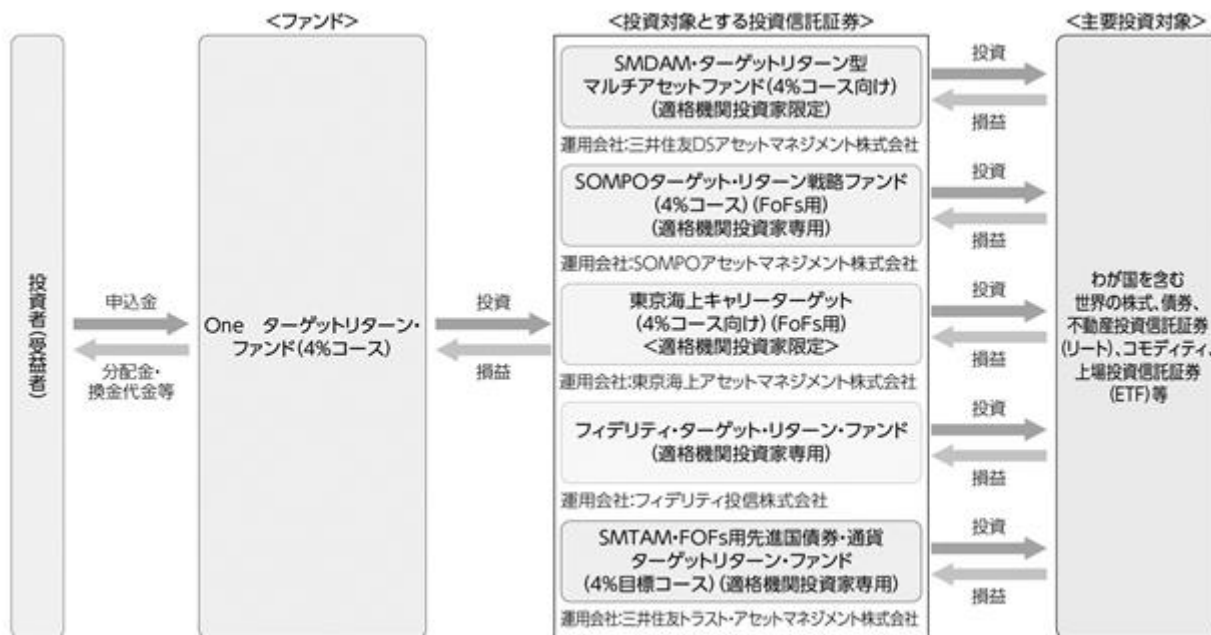 <ファンド>
<投資対象とする投資信託証券>
<主要投資対象>
投資者(受益者)
申込金
分配金・
換金代金等
One ターゲットリターン・
ファンド(4%コース)
投資
損益
SMDAM・ターゲットリターン型
マルチアセットファンド(4%コース向け)
(適格機関投資家限定)
運用会社:三井住友DSアセットマネジメント株式会社
投資
損益
SOMPOターゲット・リターン戦略ファンド
(4%コース)(FoFs用)
(適格機関投資家専用)
運用会社:SOMPOアセットマネジメント株式会社
投資
損益
東京海上キャリーターゲット
(4%コース向け)(FoFs用)
<適格機関投資家限定>
運用会社:東京海上アセットマネジメント株式会社
投資
損益
フィデリティ・ターゲット・リターン・ファンド
(適格機関投資家専用)
運用会社:フィデリティ投信株式会社
投資
損益
SMTAM・FOFs用先進国債券・通貨
ターゲットリターン・ファンド
(4%目標コース)(適格機関投資家専用)
運用会社:三井住友トラスト・アセットマネジメント株式会社
投資
損益
わが国を含む
世界の株式、債券、
不動産投資信託証券
(リート)、コモディティ、
上場投資信託証券
(ETF)等